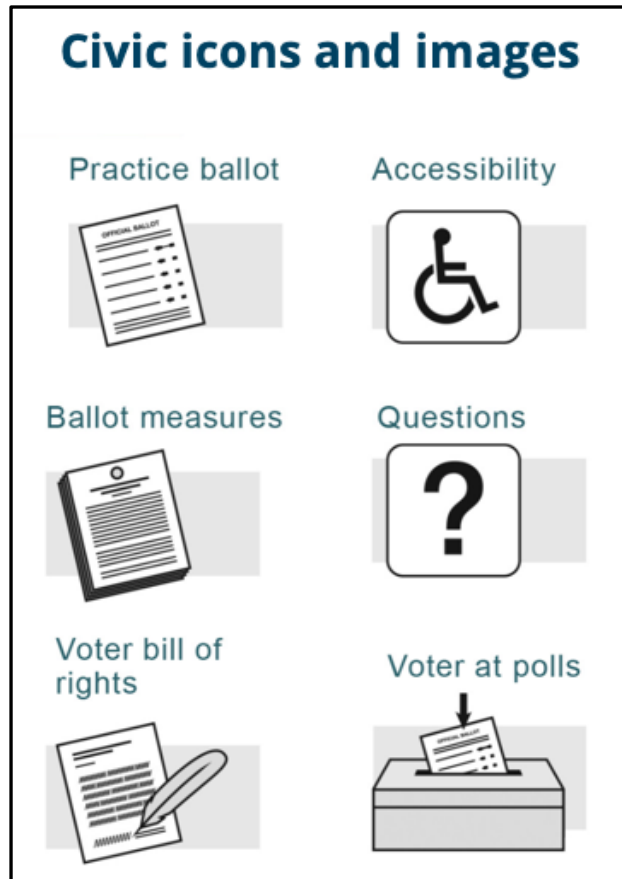 Civic icons and images
Practice ballot
Accessibility
OFFICIAL BALLOT
Ballot measures
Questions
?
Voter bill of
rights
Voter at polls
OFFICIAL BALLOT